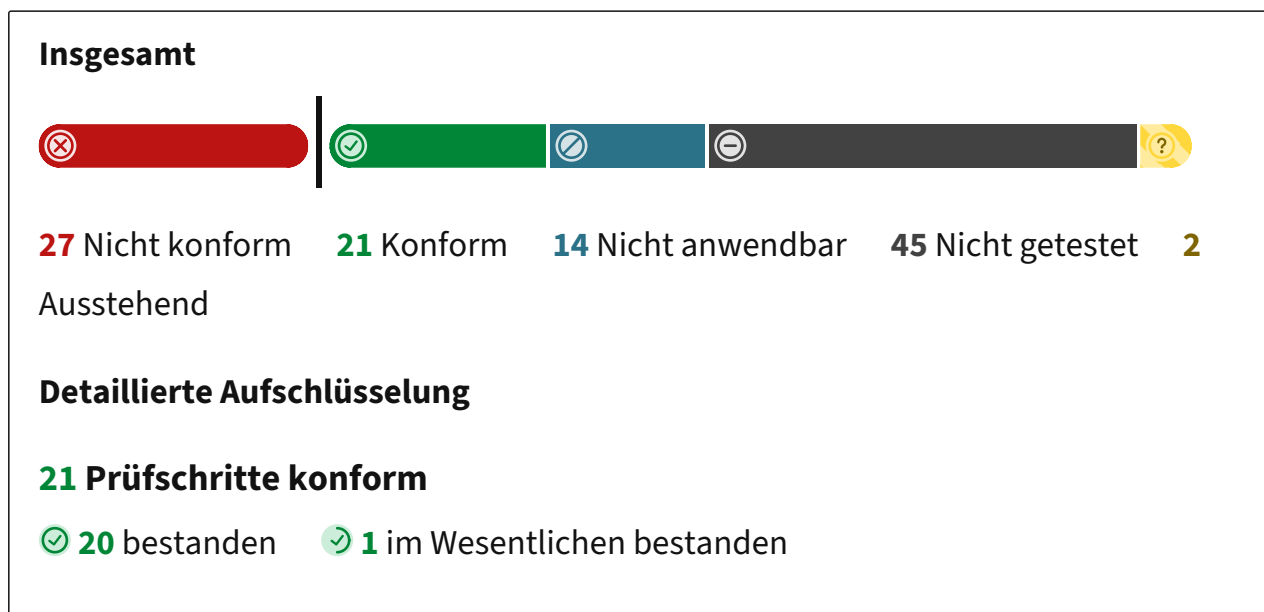 Insgesamt
27 Nicht konform 21 Konform 14 Nicht anwendbar 45 Nicht getestet 2
Ausstehend
Detaillierte Aufschlüsselung
21 Prüfschritte konform
20 bestanden 1 im Wesentlichen bestanden